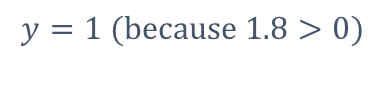 y = 1 (because 1.8 > 0)